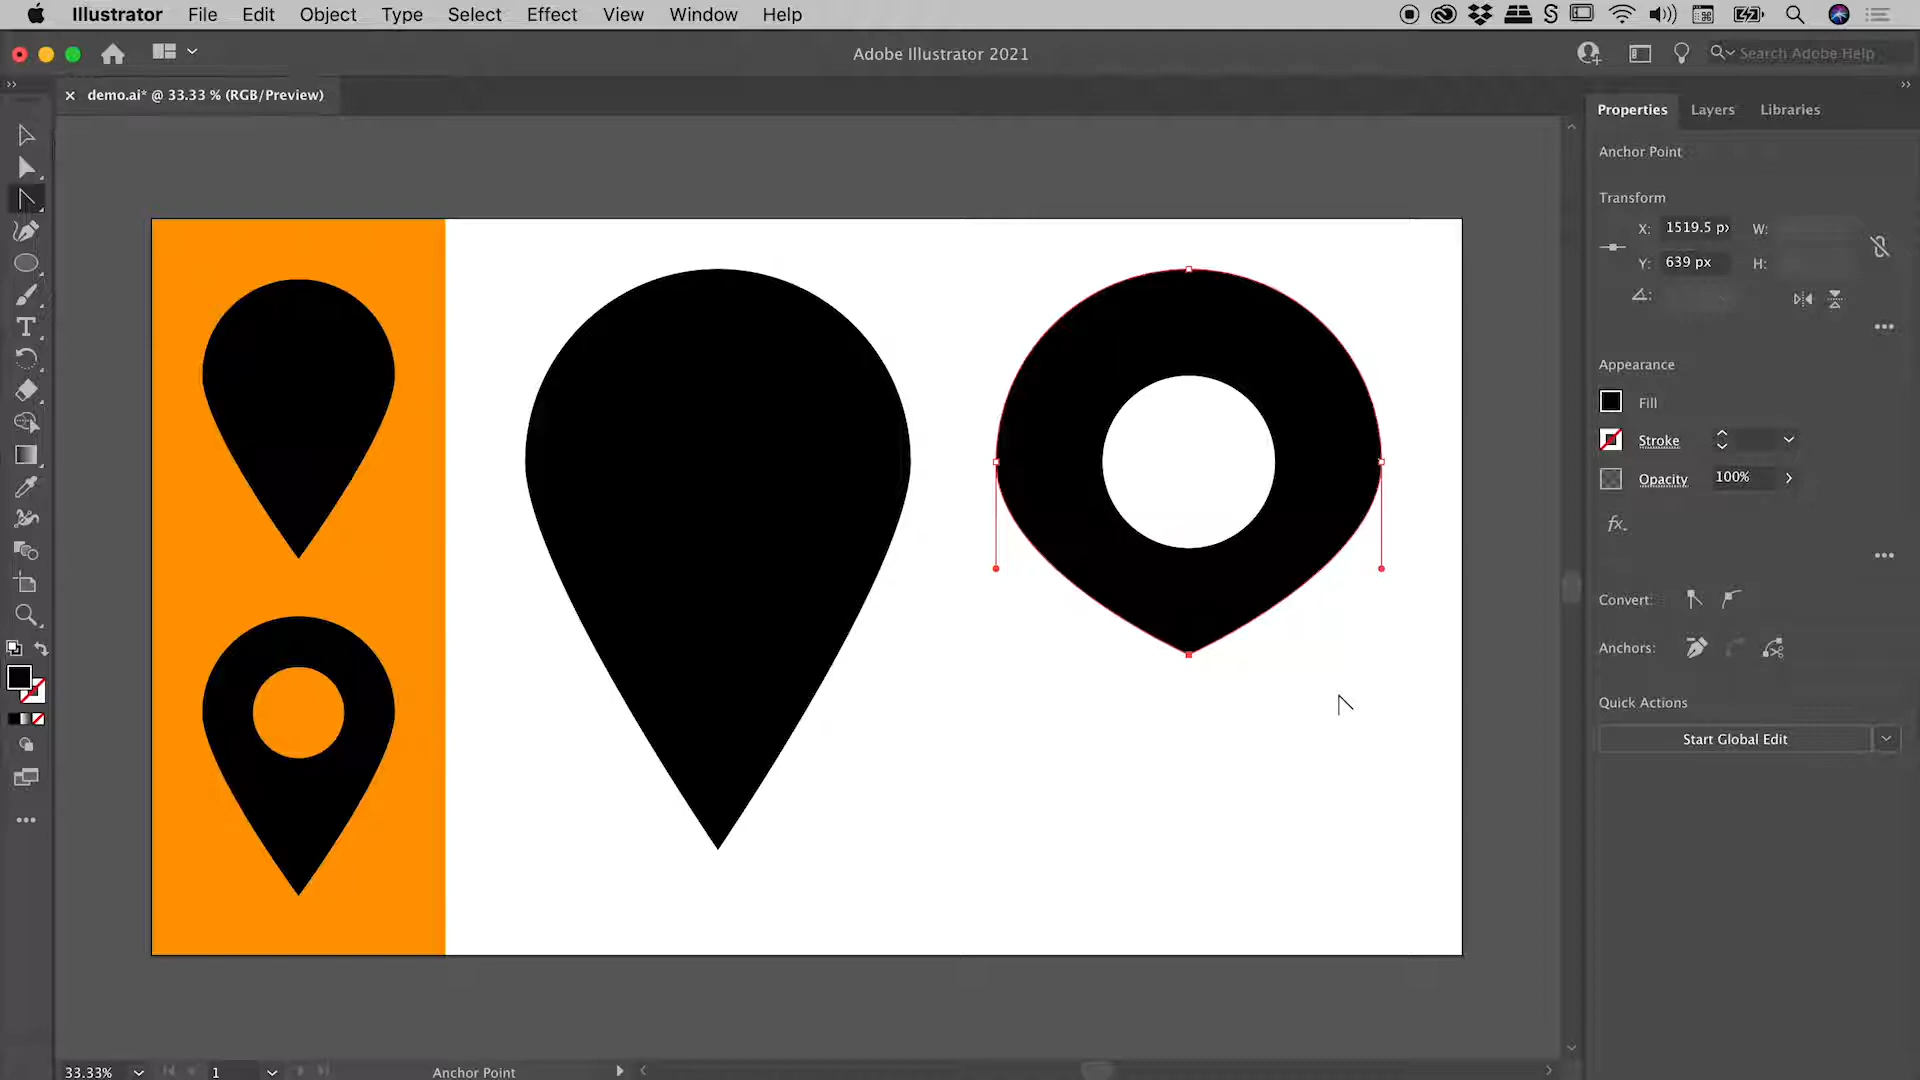 Illustrator File Edit Object Type Select Effect View Window Help
Adobe Illustrator 2021
Search Adobe Help
demo.ai* @ 33.33 % (RGB/Preview)
Properties Layers Libraries
Anchor Point
Transform
X: 1519.5 px W:
Y: 639 px H:
Appearance
Fill
Stroke
Opacity 100%
fx.
Convert:
Anchors:
Quick Actions
Start Global Edit
33.33% 1 Anchor Point